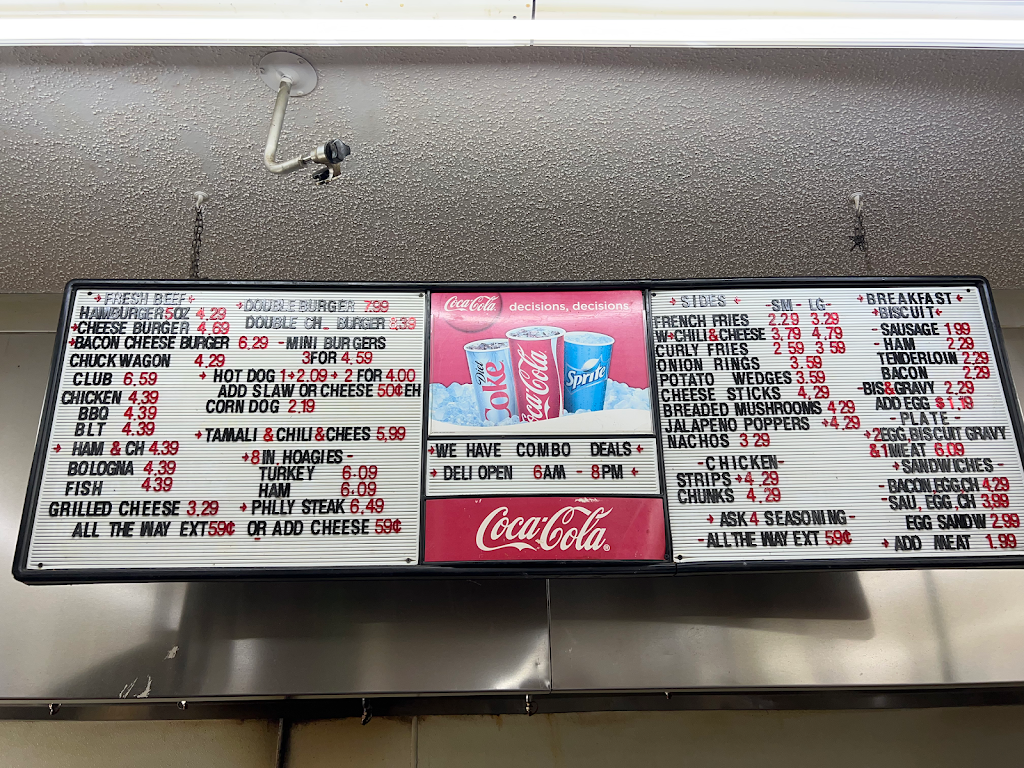 +FRESH BEEF+
HAMBURGER 5OZ 4.29
+CHEESE BURGER 4.69
+BACON CHEESE BURGER 6.29
CHUCK WAGON 4.29
CLUB 6.59
CHICKEN 4.39
BBQ 4.39
BLT 4.39
+ HAM & CH 4.39
BOLOGNA 4.39
FISH 4.39
GRILLED CHEESE 3.29
ALL THE WAY EXT 59¢ OR ADD CHEESE 59¢
+DOUBLE BURGER 7.99
DOUBLE CH_ BURGER 8.39
-MINI BURGERS
3 FOR 4.59
+ HOT DOG 1+2.09 + 2 FOR 4.00
ADD SLAW OR CHEESE 50¢EH
CORN DOG 2.19
+TAMALI & CHILI & CHEES 5,99
+8 IN, HOAGIES-
TURKEY 6.09
HAM 6.09
+ PHLLY STEAK 6,49
Coca-Cola decisions, decisions
Diet Coke
Coca-Cola
Sprite
+WE HAVE COMBO DEALS+
+ DELI OPEN 6AM - 8PM +
Coca-Cola®
+ SIDES + -SM- LG-
FRENCH FRIES 2.29 3.29
W+CHILI&CHEESE 3.79 4.79
CURLY FRIES 2 59 3 59
ONION RINGS 3.59
POTATO WEDGES 3.59
CHEESE STICKS 4,29
BREADED MUSHROOMS 4 29
JALAPENO POPPERS +4.29
NACHOS 3 29
-CHICKEN-
STRIPS +4.29
CHUNKS 4.29
+ ASK 4 SEASONING-
-ALL THE WAY EXT 59¢
+BREAKFAST+
+BISCUIT+
-SAUSAGE 1 99
-HAM 2.29
TENDERLOIN 2.29
BACON 2.29
-BIS&GRAVY 2.29
ADD EGG $1.19
-PLATE-
+2EGG, BISCUIT GRAVY
&1MEAT 6.09
+SANDWICHES-
-BACON,EGG,CH 4.29
-SAU, EGG, CH 3,99
EGG SANDW 2.99
+ADD MEAT 1.99